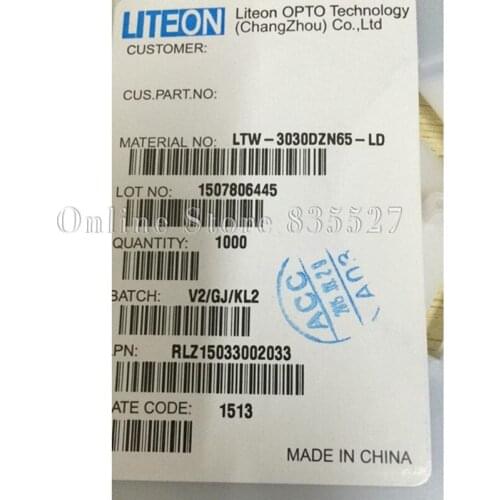 LITEON Liteon OPTO Technology
(ChangZhou) Co.,Ltd
CUSTOMER:
CUS.PART.NO:
MATERIAL NO: LTW-3030DZN65-LD
LOT NO: 1507806445
Online Store 835527
QUANTITY: 1000
BATCH: V2/GJ/KL2
ACC
PN: RLZ15033002033
ATE CODE: 1513
MADE IN CHINA